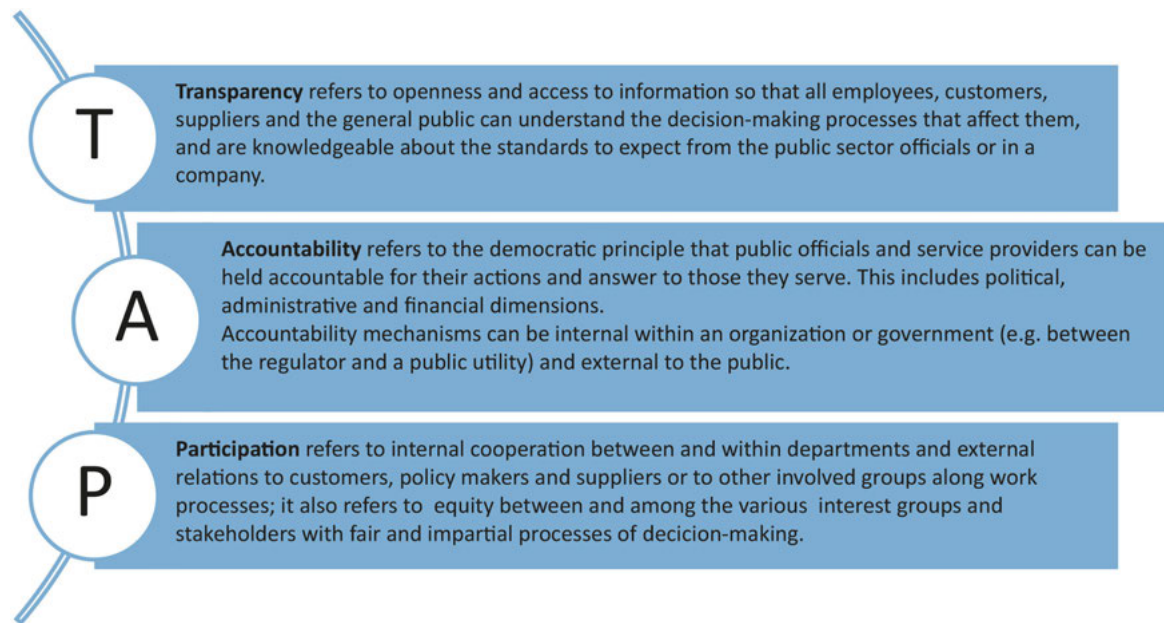 T
Transparency refers to openness and access to information so that all employees, customers,
suppliers and the general public can understand the decision-making processes that affect them,
and are knowledgeable about the standards to expect from the public sector officials or in a
company.
A
Accountability refers to the democratic principle that public officials and service providers can be
held accountable for their actions and answer to those they serve. This includes political,
administrative and financial dimensions.
Accountability mechanisms can be internal within an organization or government (e.g. between
the regulator and a public utility) and external to the public.
P
Participation refers to internal cooperation between and within departments and external
relations to customers, policy makers and suppliers or to other involved groups along work
processes; it also refers to equity between and among the various interest groups and
stakeholders with fair and impartial processes of decicion-making.